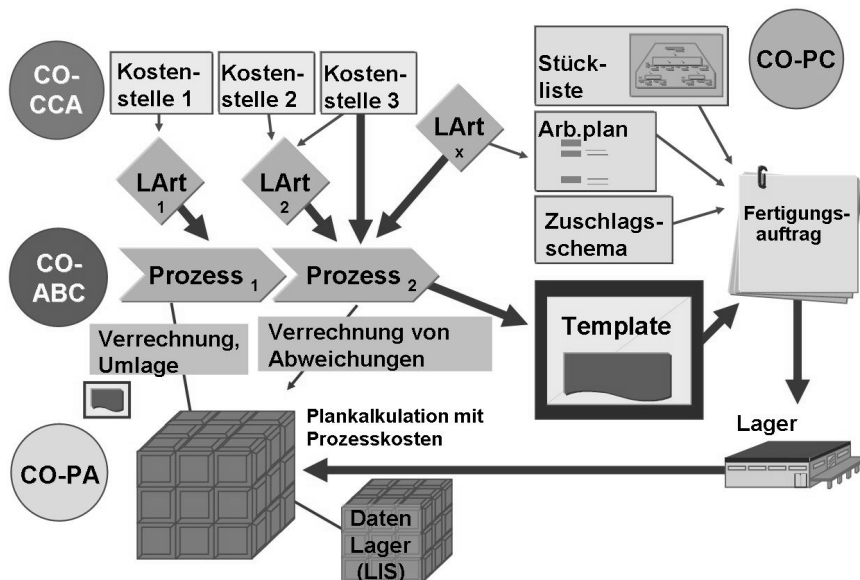 CO-
CCA
Kosten-
stelle 1
Kosten-
stelle 2
Kosten-
stelle 3
LArt
x
Stück-
liste
CO-PC
Arb.plan
LArt
1
LArt
2
Zuschlags-
schema
Fertigungs-
auftrag
CO-
ABC
Prozess 1
Prozess 2
Template
Verrechnung,
Umlage
Verrechnung von
Abweichungen
Plankalkulation mit
Prozesskosten
Lager
CO-PA
Daten
Lager
(LIS)